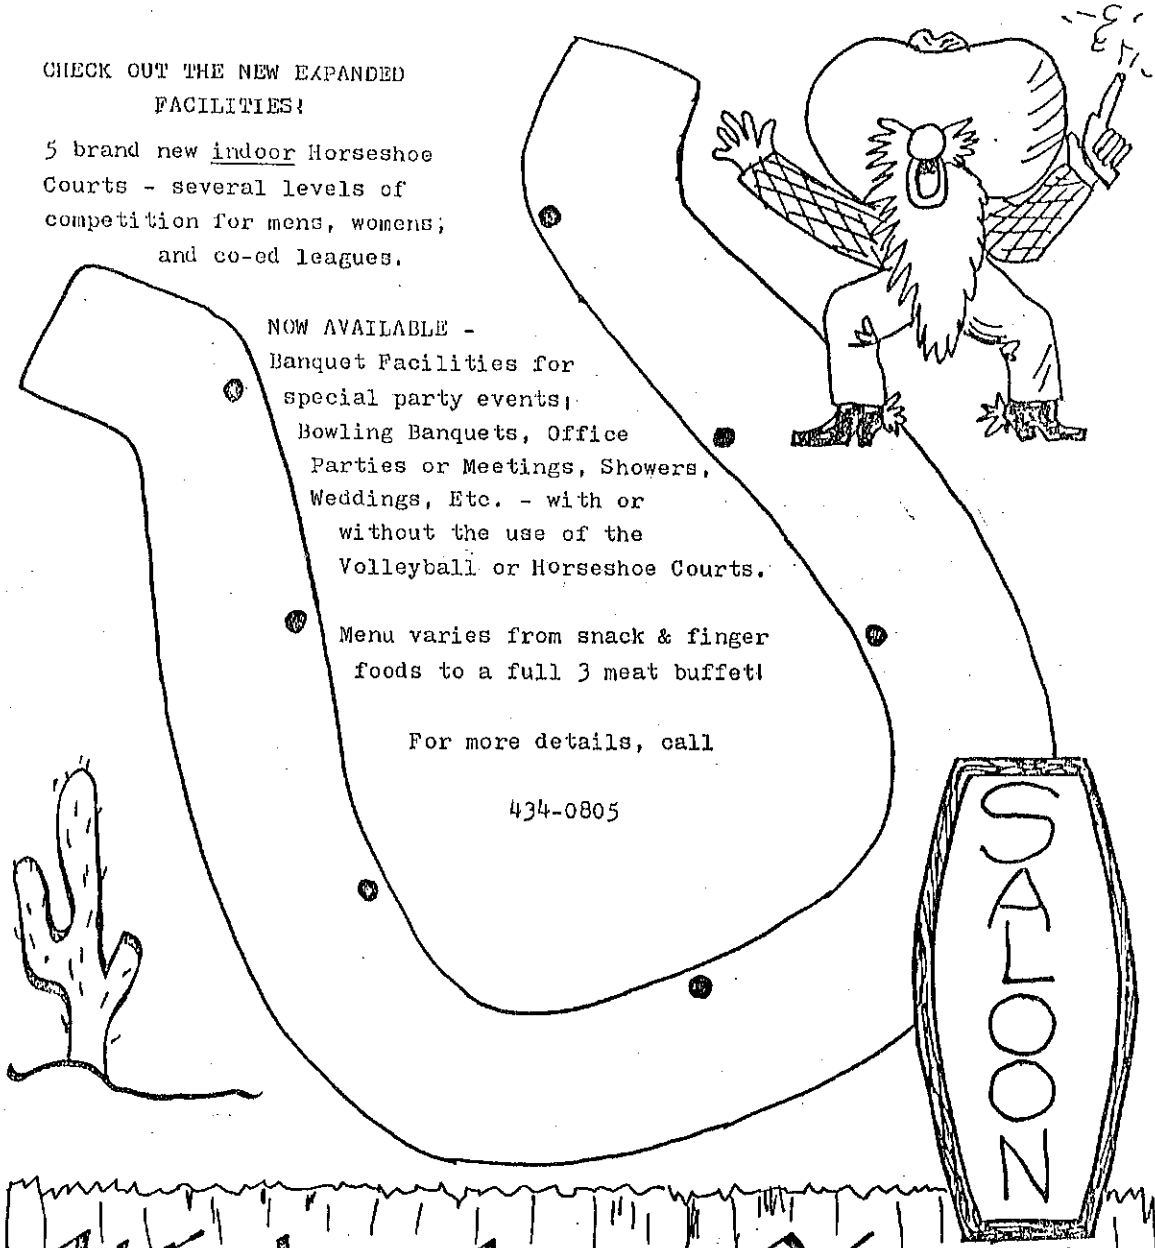 CHECK OUT THE NEW EXPANDED
FACILITIES!
5 brand new indoor Horseshoe
Courts - several levels of
competition for mens, womens,
and co-ed leagues.
NOW AVAILABLE -
Banquet Facilities for
special party events;
Bowling Banquets, Office
Parties or Meetings, Showers,
Weddings, Etc. - with or
without the use of the
Volleyball or Horseshoe Courts.
Menu varies from snack & finger
foods to a full 3 meat buffet!
For more details, call
434-0805
SALOON